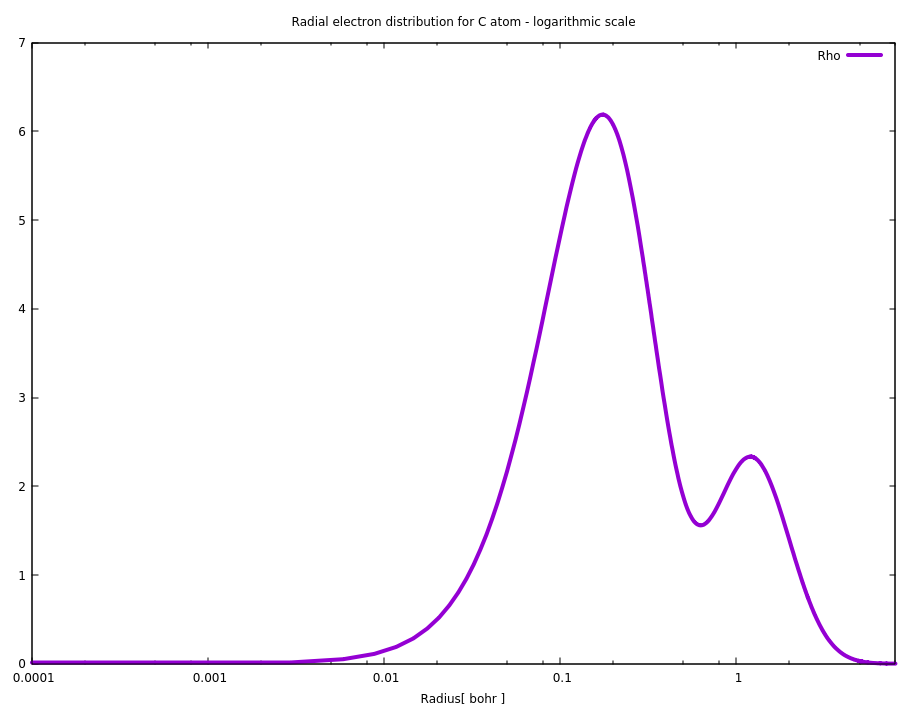 Radial electron distribution for C atom - logarithmic scale
Rho
7
6
5
4
3
2
1
0
0.0001 0.001 0.01 0.1 1
Radius[ bohr ]